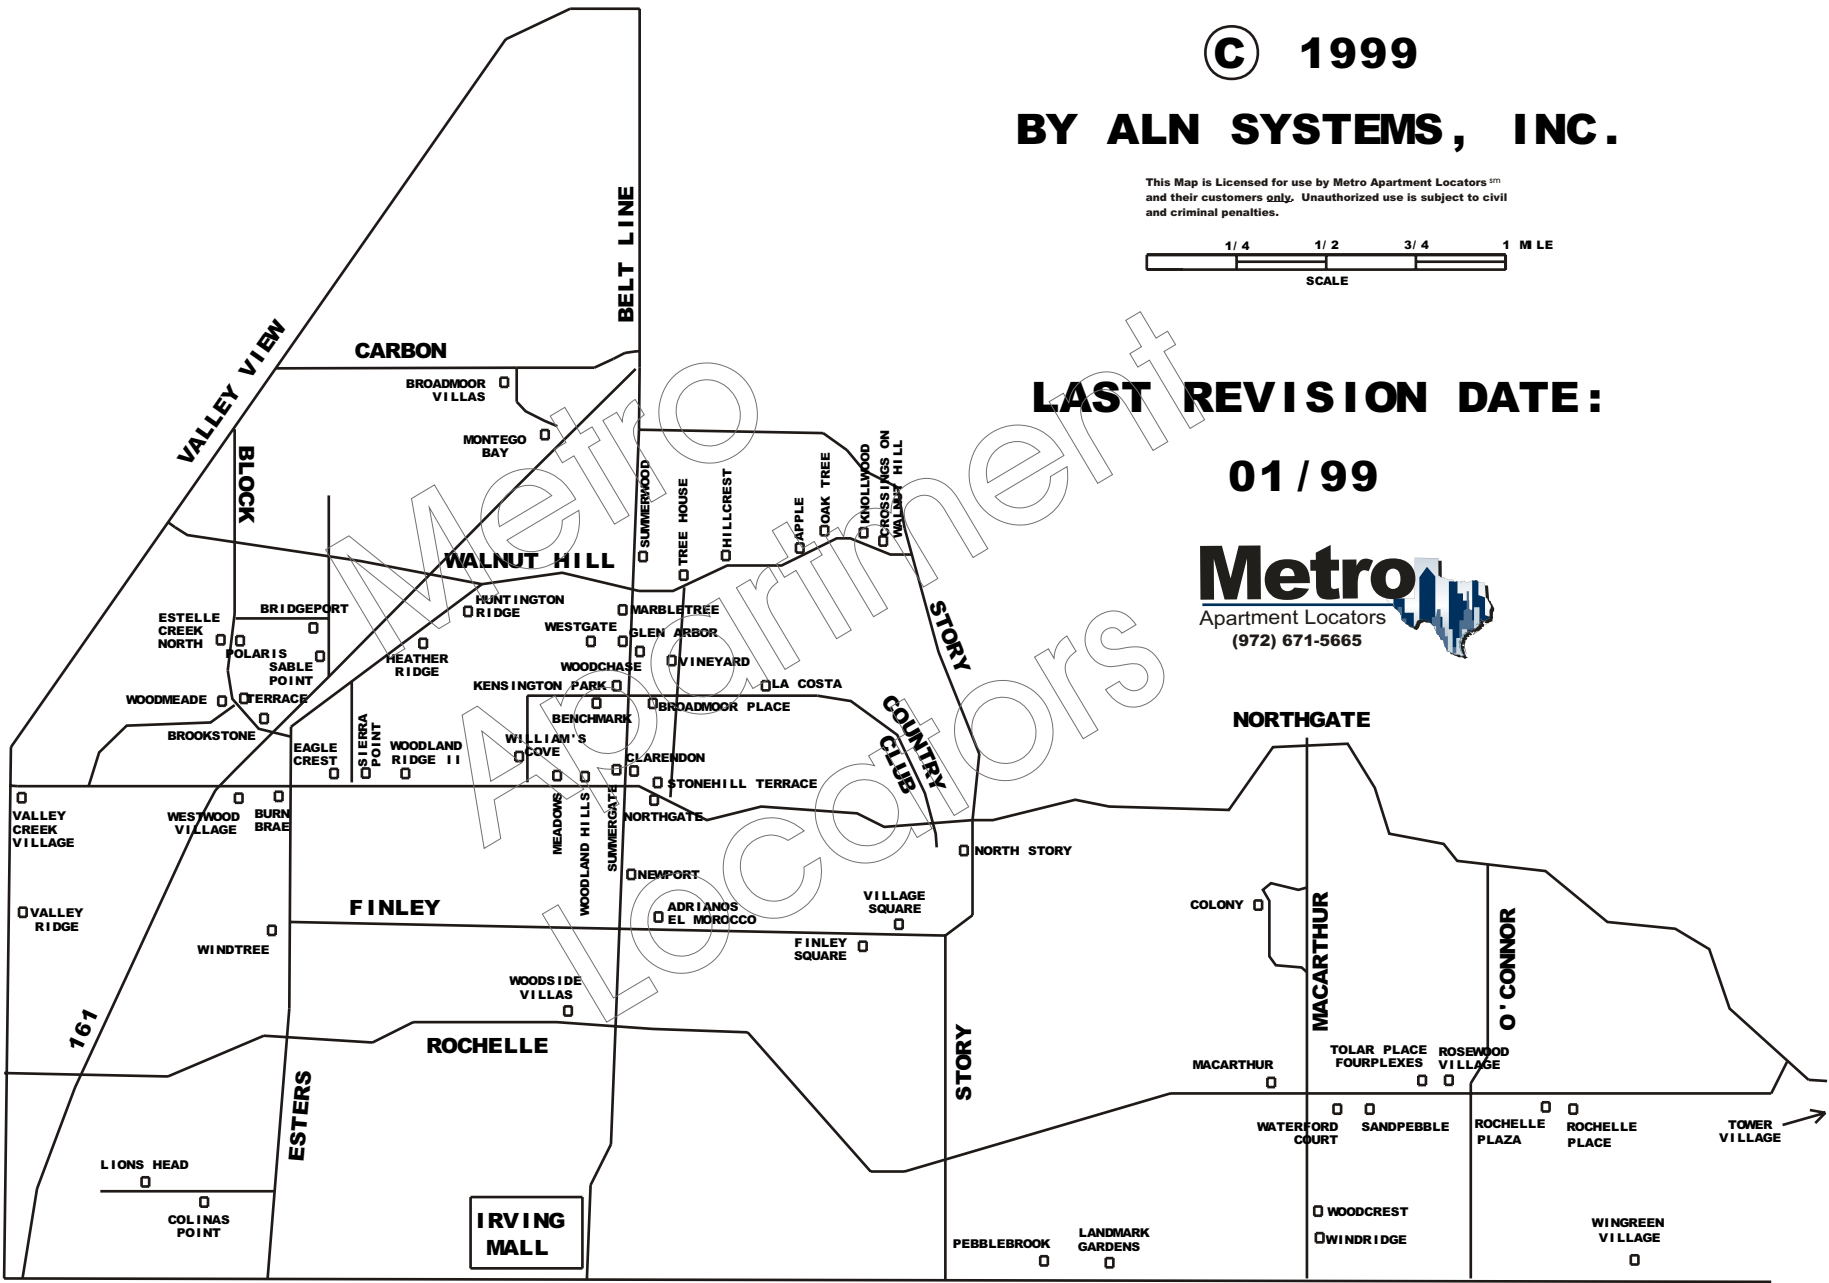 © 1999
BY ALN SYSTEMS, INC.
This Map is Licensed for use by Metro Apartment Locators sm
and their customers only. Unauthorized use is subject to civil
and criminal penalties.
1/4 1/2 3/4 1 MILE
SCALE
LAST REVISION DATE:
01/99
Metro
Apartment Locators
(972) 671-5665
Metro
Apartment
Locators
BELT LINE
VALLEY VIEW
CARBON
BROADMOOR
VILLAS
MONTEGO
BAY
BLOCK
WALNUT HILL
SUMMERWOOD
TREE HOUSE
HILLCREST
APPLE
OAK TREE
KNOLLWOOD
CROSSINGS ON
WALNUT HILL
STORY
ESTELLE
CREEK
NORTH
BRIDGEPORT
POLARIS
SABLE
POINT
HUNTINGTON
RIDGE
HEATHER
RIDGE
MARBLETREE
WESTGATE
GLEN ARBOR
WOODCHASE
VINEYARD
KENSINGTON PARK
LA COSTA
WOODMEADE
TERRACE
BROOKSTONE
BENCHMARK
BROADMOOR PLACE
COUNTRY
CLUB
EAGLE
CREST
SIERRA
POINT
WOODLAND
RIDGE II
WILLIAM'S
COVE
CLARENDON
STONEHILL TERRACE
NORTHGATE
VALLEY
CREEK
VILLAGE
WESTWOOD
VILLAGE
BURN
BRAE
MEADOWS
WOODLAND HILLS
SUMMERGATE
NORTHGATE
NORTH STORY
NEWPORT
VALLEY
RIDGE
FINLEY
ADRIANOS
EL MOROCCO
VILLAGE
SQUARE
COLONY
MACARTHUR
O'CONNOR
WINDTREE
FINLEY
SQUARE
WOODSIDE
VILLAS
161
ROCHELLE
STORY
ESTERS
MACARTHUR
TOLAR PLACE
FOURPLEXES
ROSEWOOD
VILLAGE
WATERFORD
COURT
SANDPEBBLE
ROCHELLE
PLAZA
ROCHELLE
PLACE
TOWER
VILLAGE
LIONS HEAD
COLINAS
POINT
IRVING
MALL
PEBBLEBROOK
LANDMARK
GARDENS
WOODCREST
WINDRIDGE
WINGREEN
VILLAGE